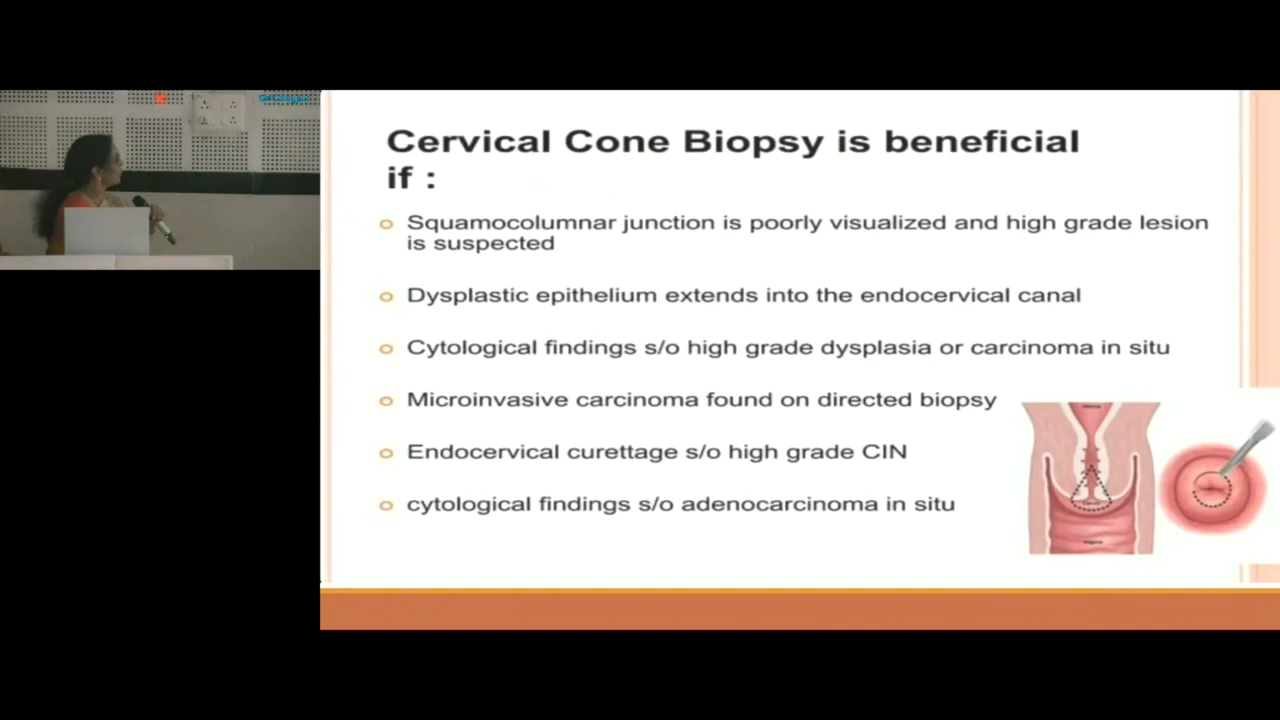 Cervical Cone Biopsy is beneficial
if :
Squamocolumnar junction is poorly visualized and high grade lesion
is suspected
Dysplastic epithelium extends into the endocervical canal
Cytological findings s/o high grade dysplasia or carcinoma in situ
Microinvasive carcinoma found on directed biopsy
Endocervical curettage s/o high grade CIN
cytological findings s/o adenocarcinoma in situ